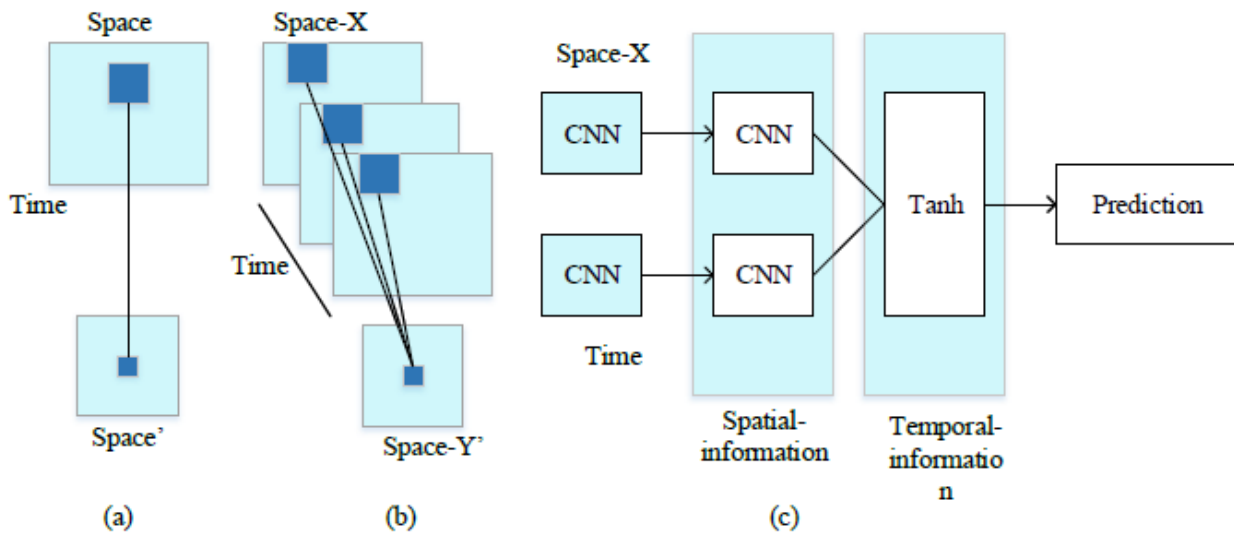 Space
Time
Space’
(a)
Space-X
Time
Space-Y’
(b)
Space-X
CNN
CNN
CNN
CNN
Time
Tanh
Prediction
Spatial-
information
Temporal-
informatio
n
(c)